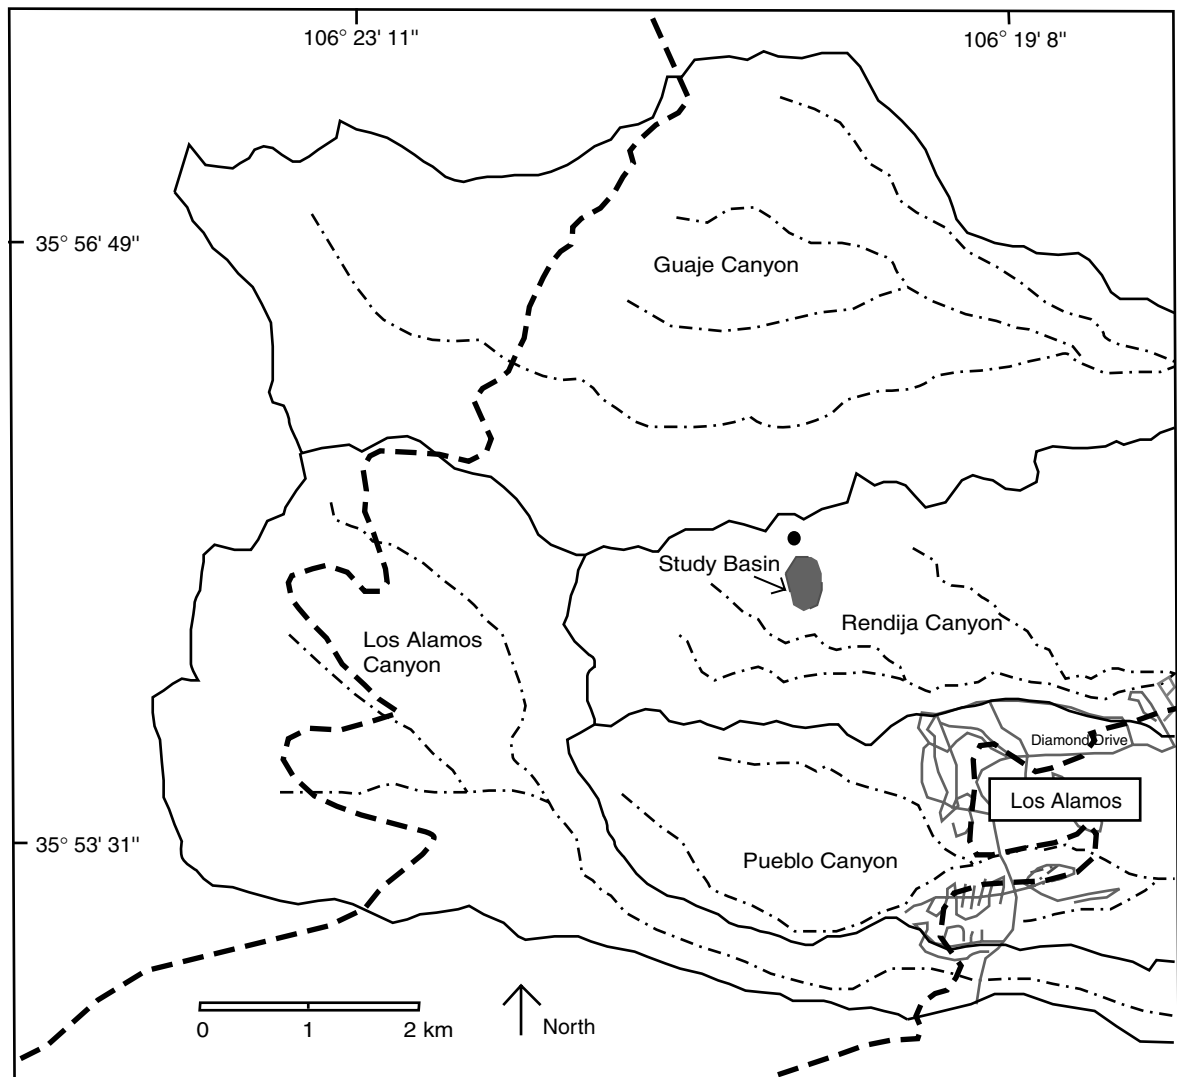 106° 23' 11"
106° 19' 8"
35° 56' 49"
Guaje Canyon
Study Basin
Rendija Canyon
Los Alamos
Canyon
Diamond Drive
Los Alamos
35° 53' 31"
Pueblo Canyon
0 1 2 km
North